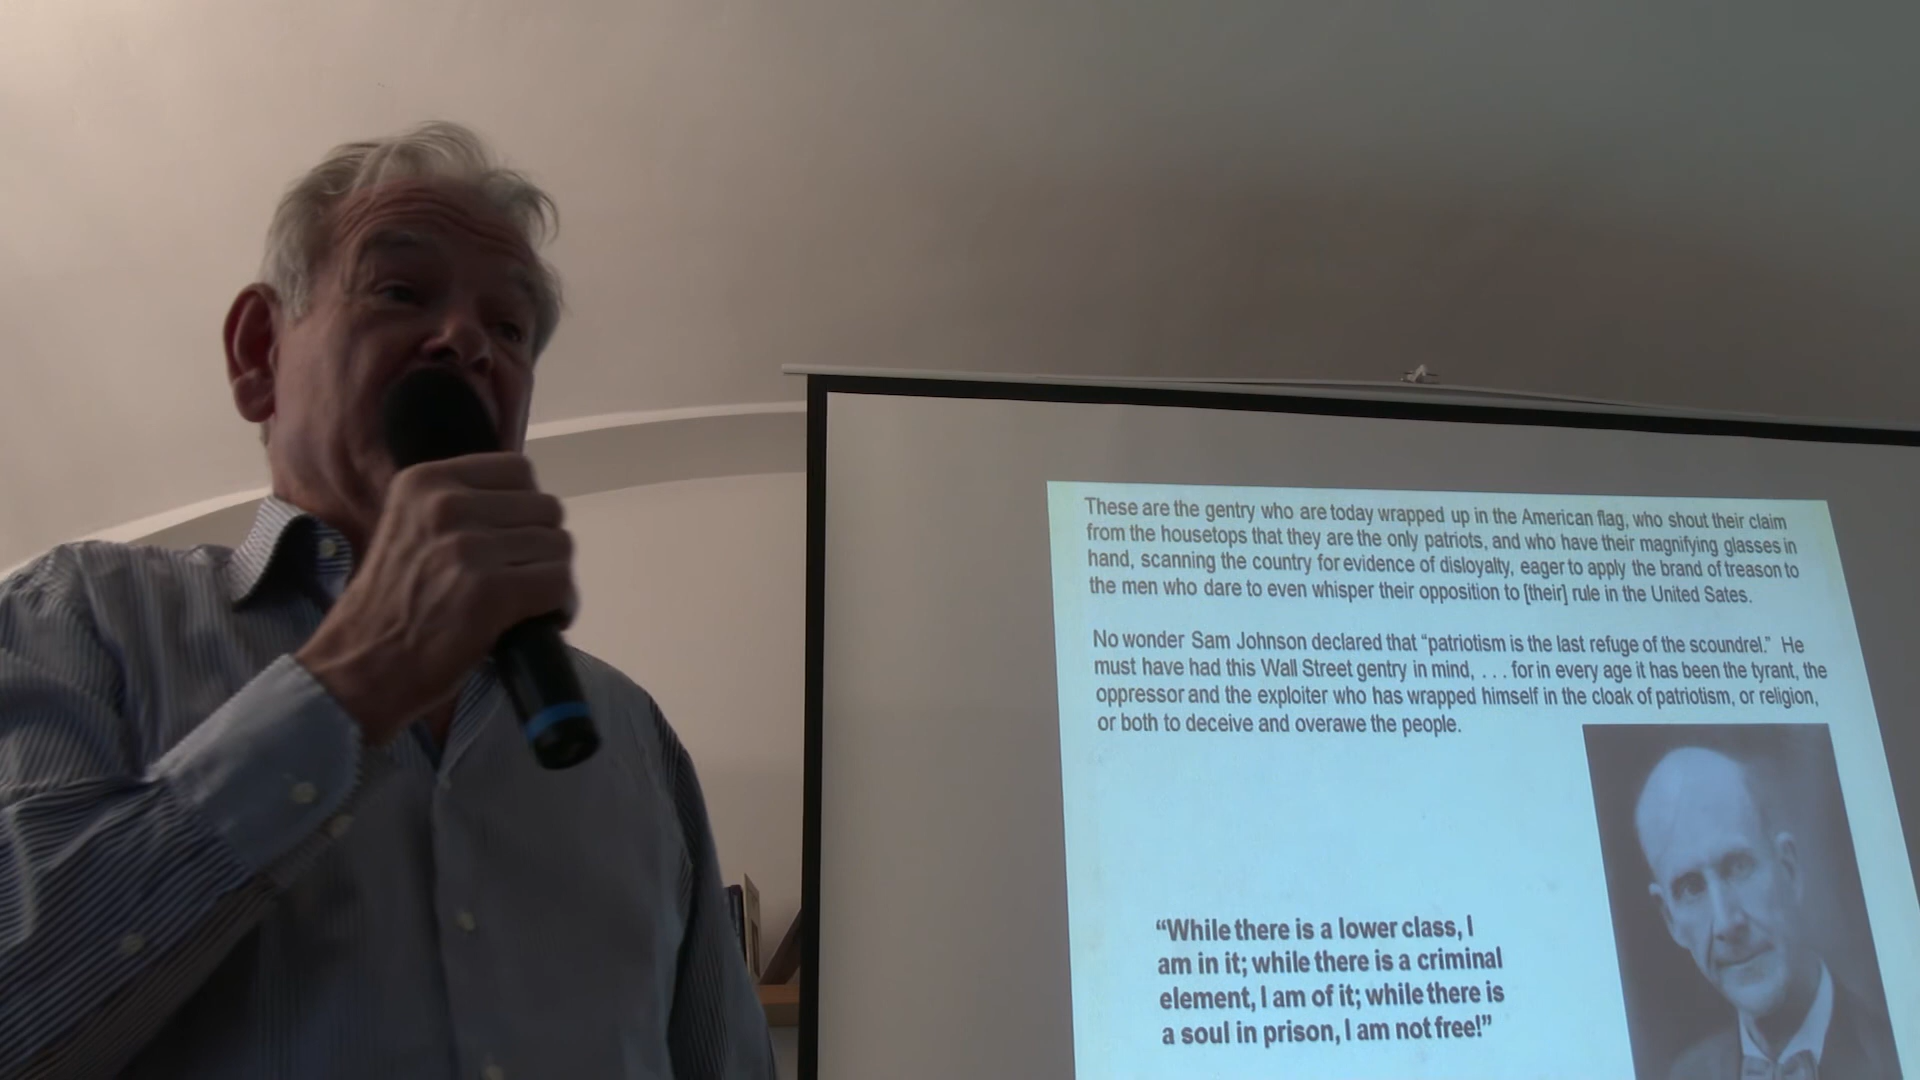 These are the gentry who are today wrapped up in the American flag, who shout their claim
from the housetops that they are the only patriots, and who have their magnifying glasses in
hand, scanning the country for evidence of disloyalty, eager to apply the brand of treason to
the men who dare to even whisper their opposition to [their] rule in the United Sates.
No wonder Sam Johnson declared that “patriotism is the last refuge of the scoundrel.” He
must have had this Wall Street gentry in mind, . . . for in every age it has been the tyrant, the
oppressor and the exploiter who has wrapped himself in the cloak of patriotism, or religion,
or both to deceive and overawe the people.
“While there is a lower class, I
am in it; while there is a criminal
element, I am of it; while there is
a soul in prison, I am not free!”